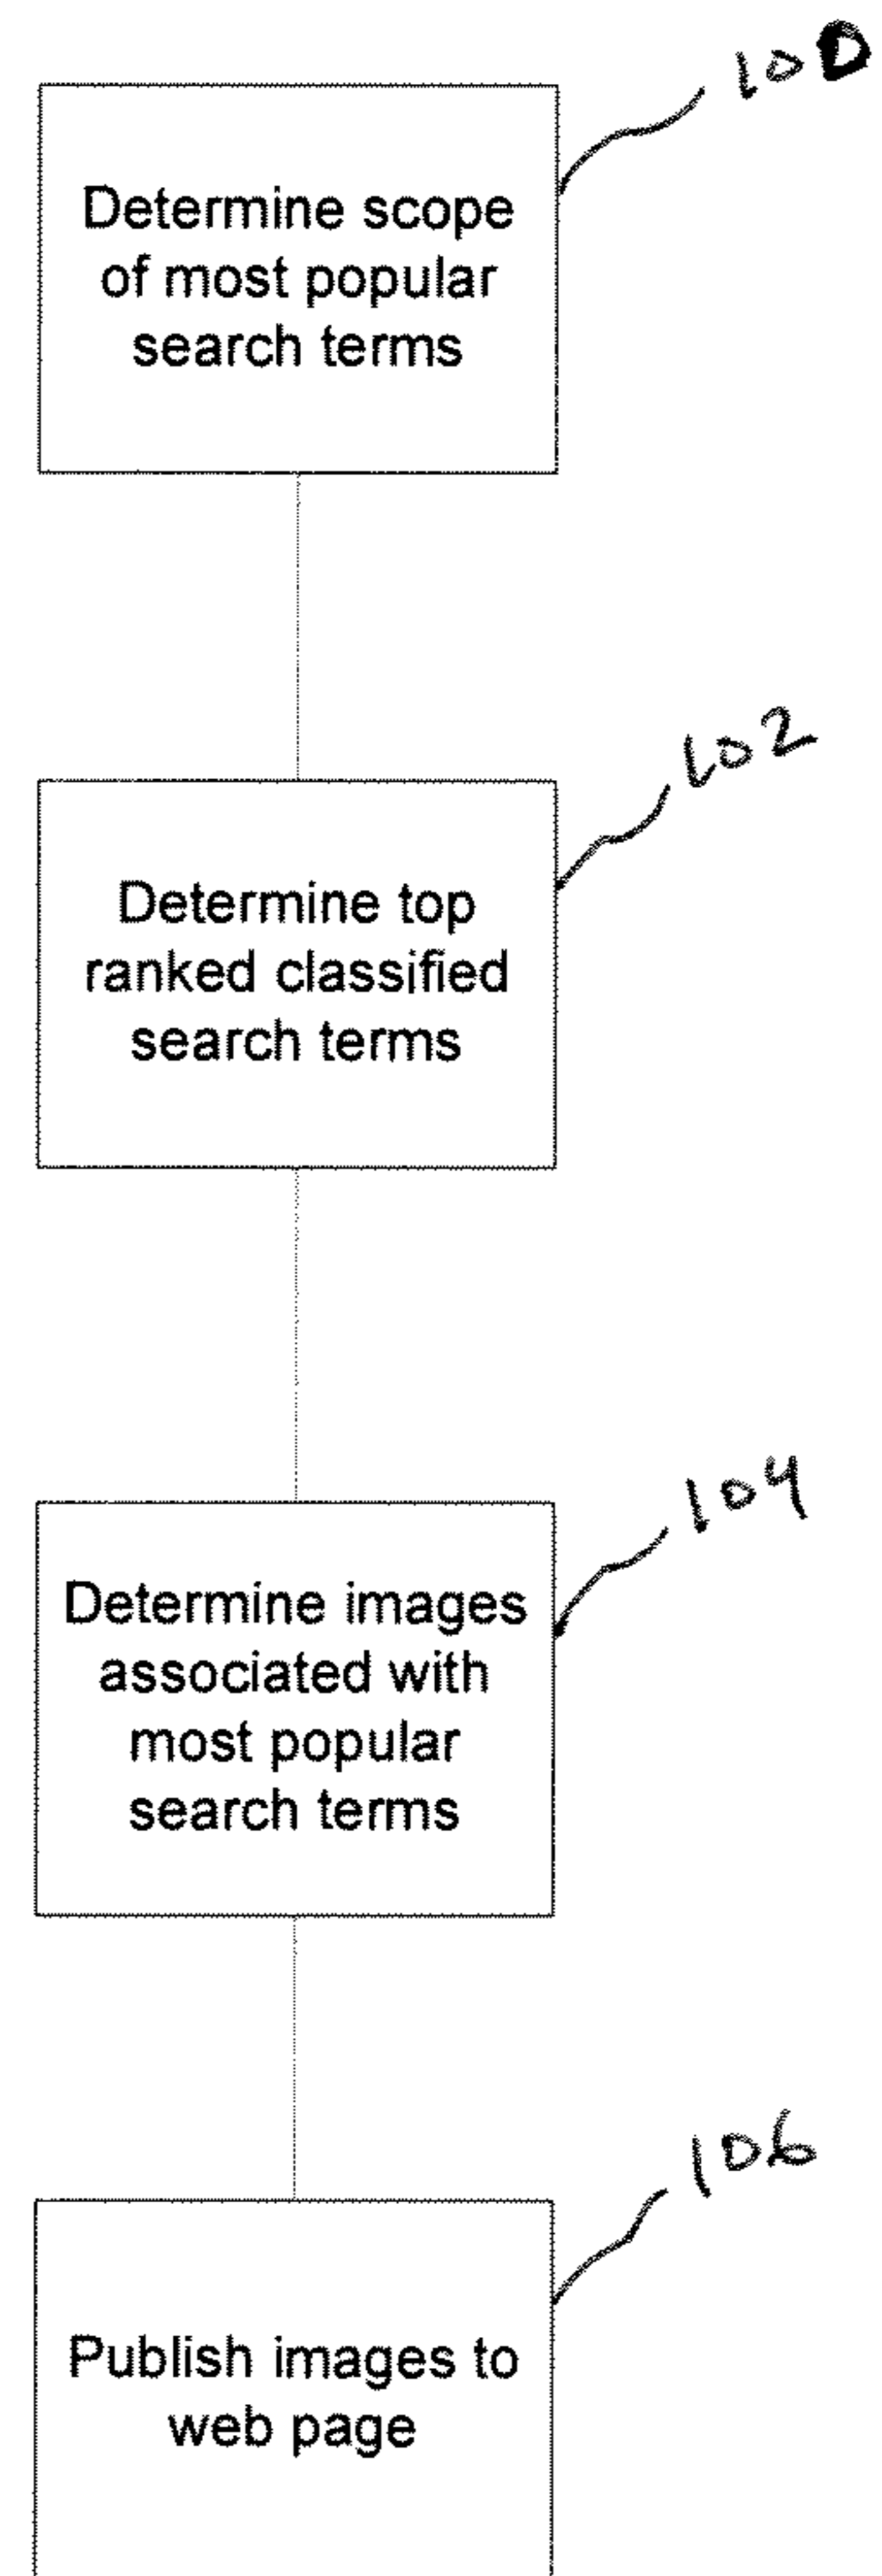 100
Determine scope
of most popular
search terms
102
Determine top
ranked classified
search terms
104
Determine images
associated with
most popular
search terms
106
Publish images to
web page